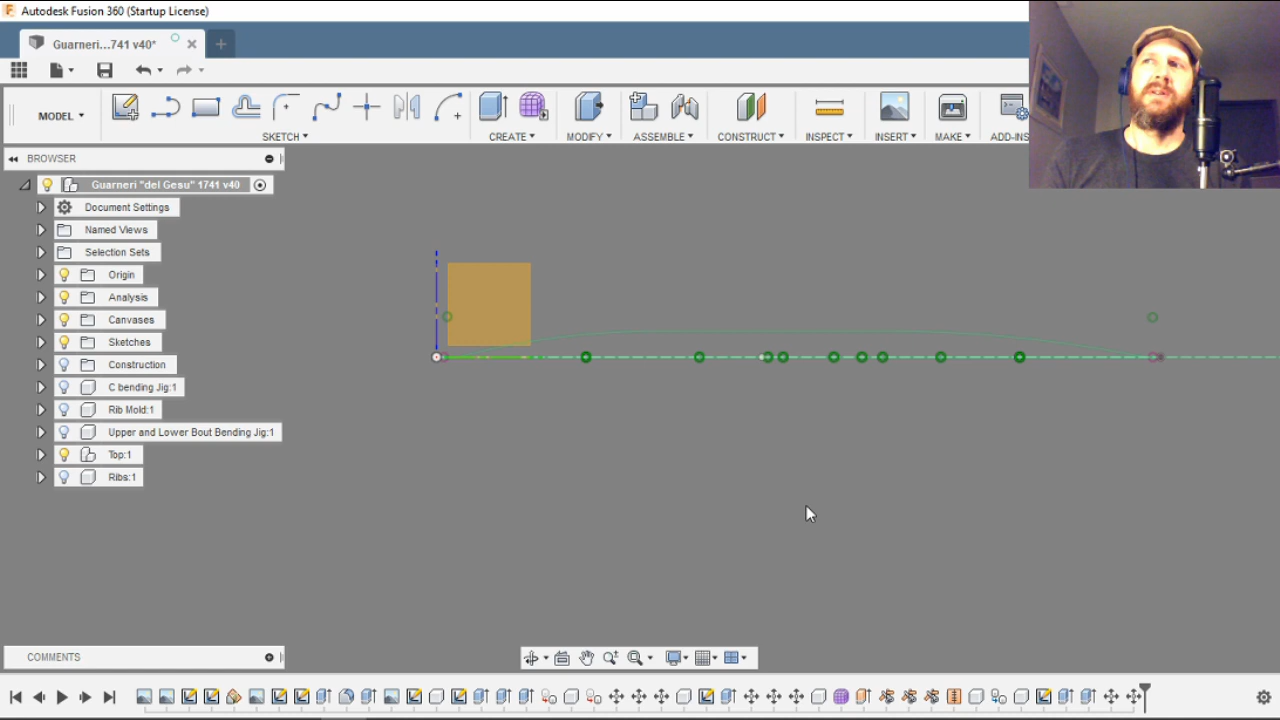 Autodesk Fusion 360 (Startup License)
Guarneri...741 v40*
MODEL
SKETCH
CREATE
MODIFY
ASSEMBLE
CONSTRUCT
INSPECT
INSERT
MAKE
ADD-INS
BROWSER
Guarneri "del Gesu" 1741 v40
Document Settings
Named Views
Selection Sets
Origin
Analysis
Canvases
Sketches
Construction
C bending Jig:1
Rib Mold:1
Upper and Lower Bout Bending Jig:1
Top:1
Ribs:1
COMMENTS